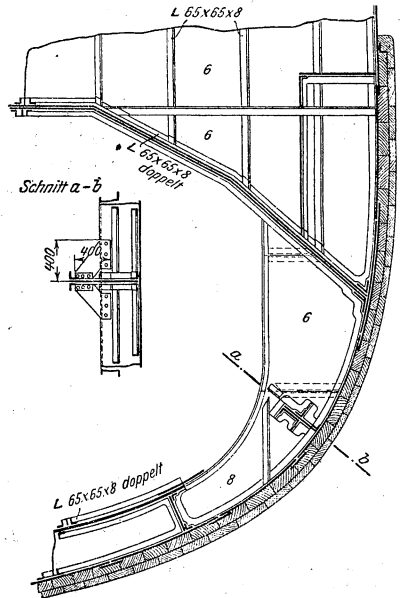 L 65x65x8
6
6
L 65x65x8
doppelt
Schnitt a-b
400
400
6
a
b
8
L 65x65x8 doppelt